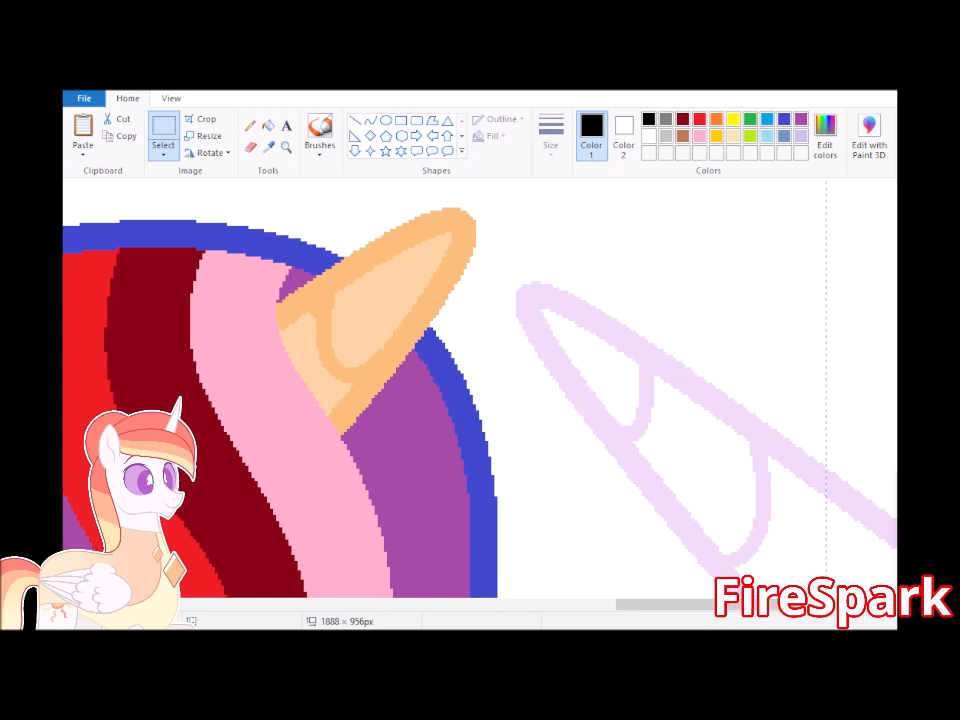 File Home View
Cut
Copy
Paste
Clipboard
Select
Crop
Resize
Rotate
Image
A
Tools
Brushes
Outline
Fill
Shapes
Size
Color 1
Color 2
Edit colors
Colors
Edit with Paint 3D
1888 × 956px
FireSpark